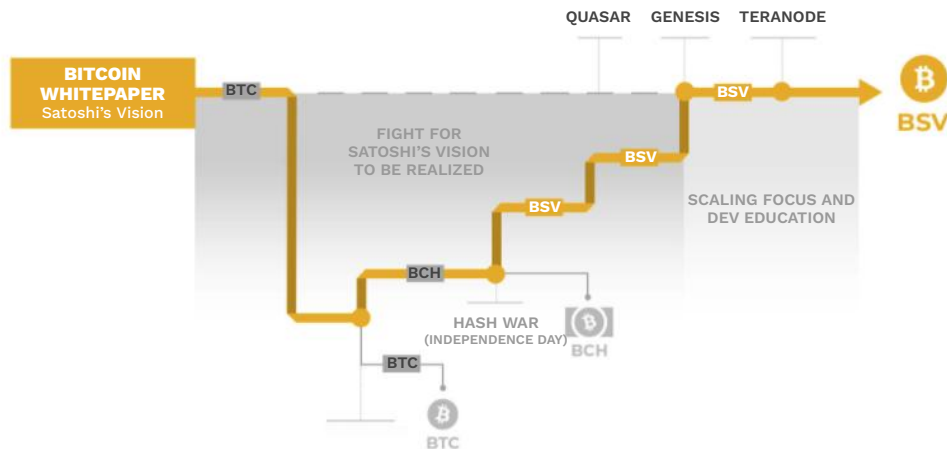 QUASAR
GENESIS
TERANODE
BITCOIN
WHITEPAPER
Satoshi's Vision
BTC
BSV
BSV
FIGHT FOR
SATOSHI'S VISION
TO BE REALIZED
BSV
BSV
SCALING FOCUS AND
DEV EDUCATION
BCH
HASH WAR
(INDEPENDENCE DAY)
BCH
BTC
BTC